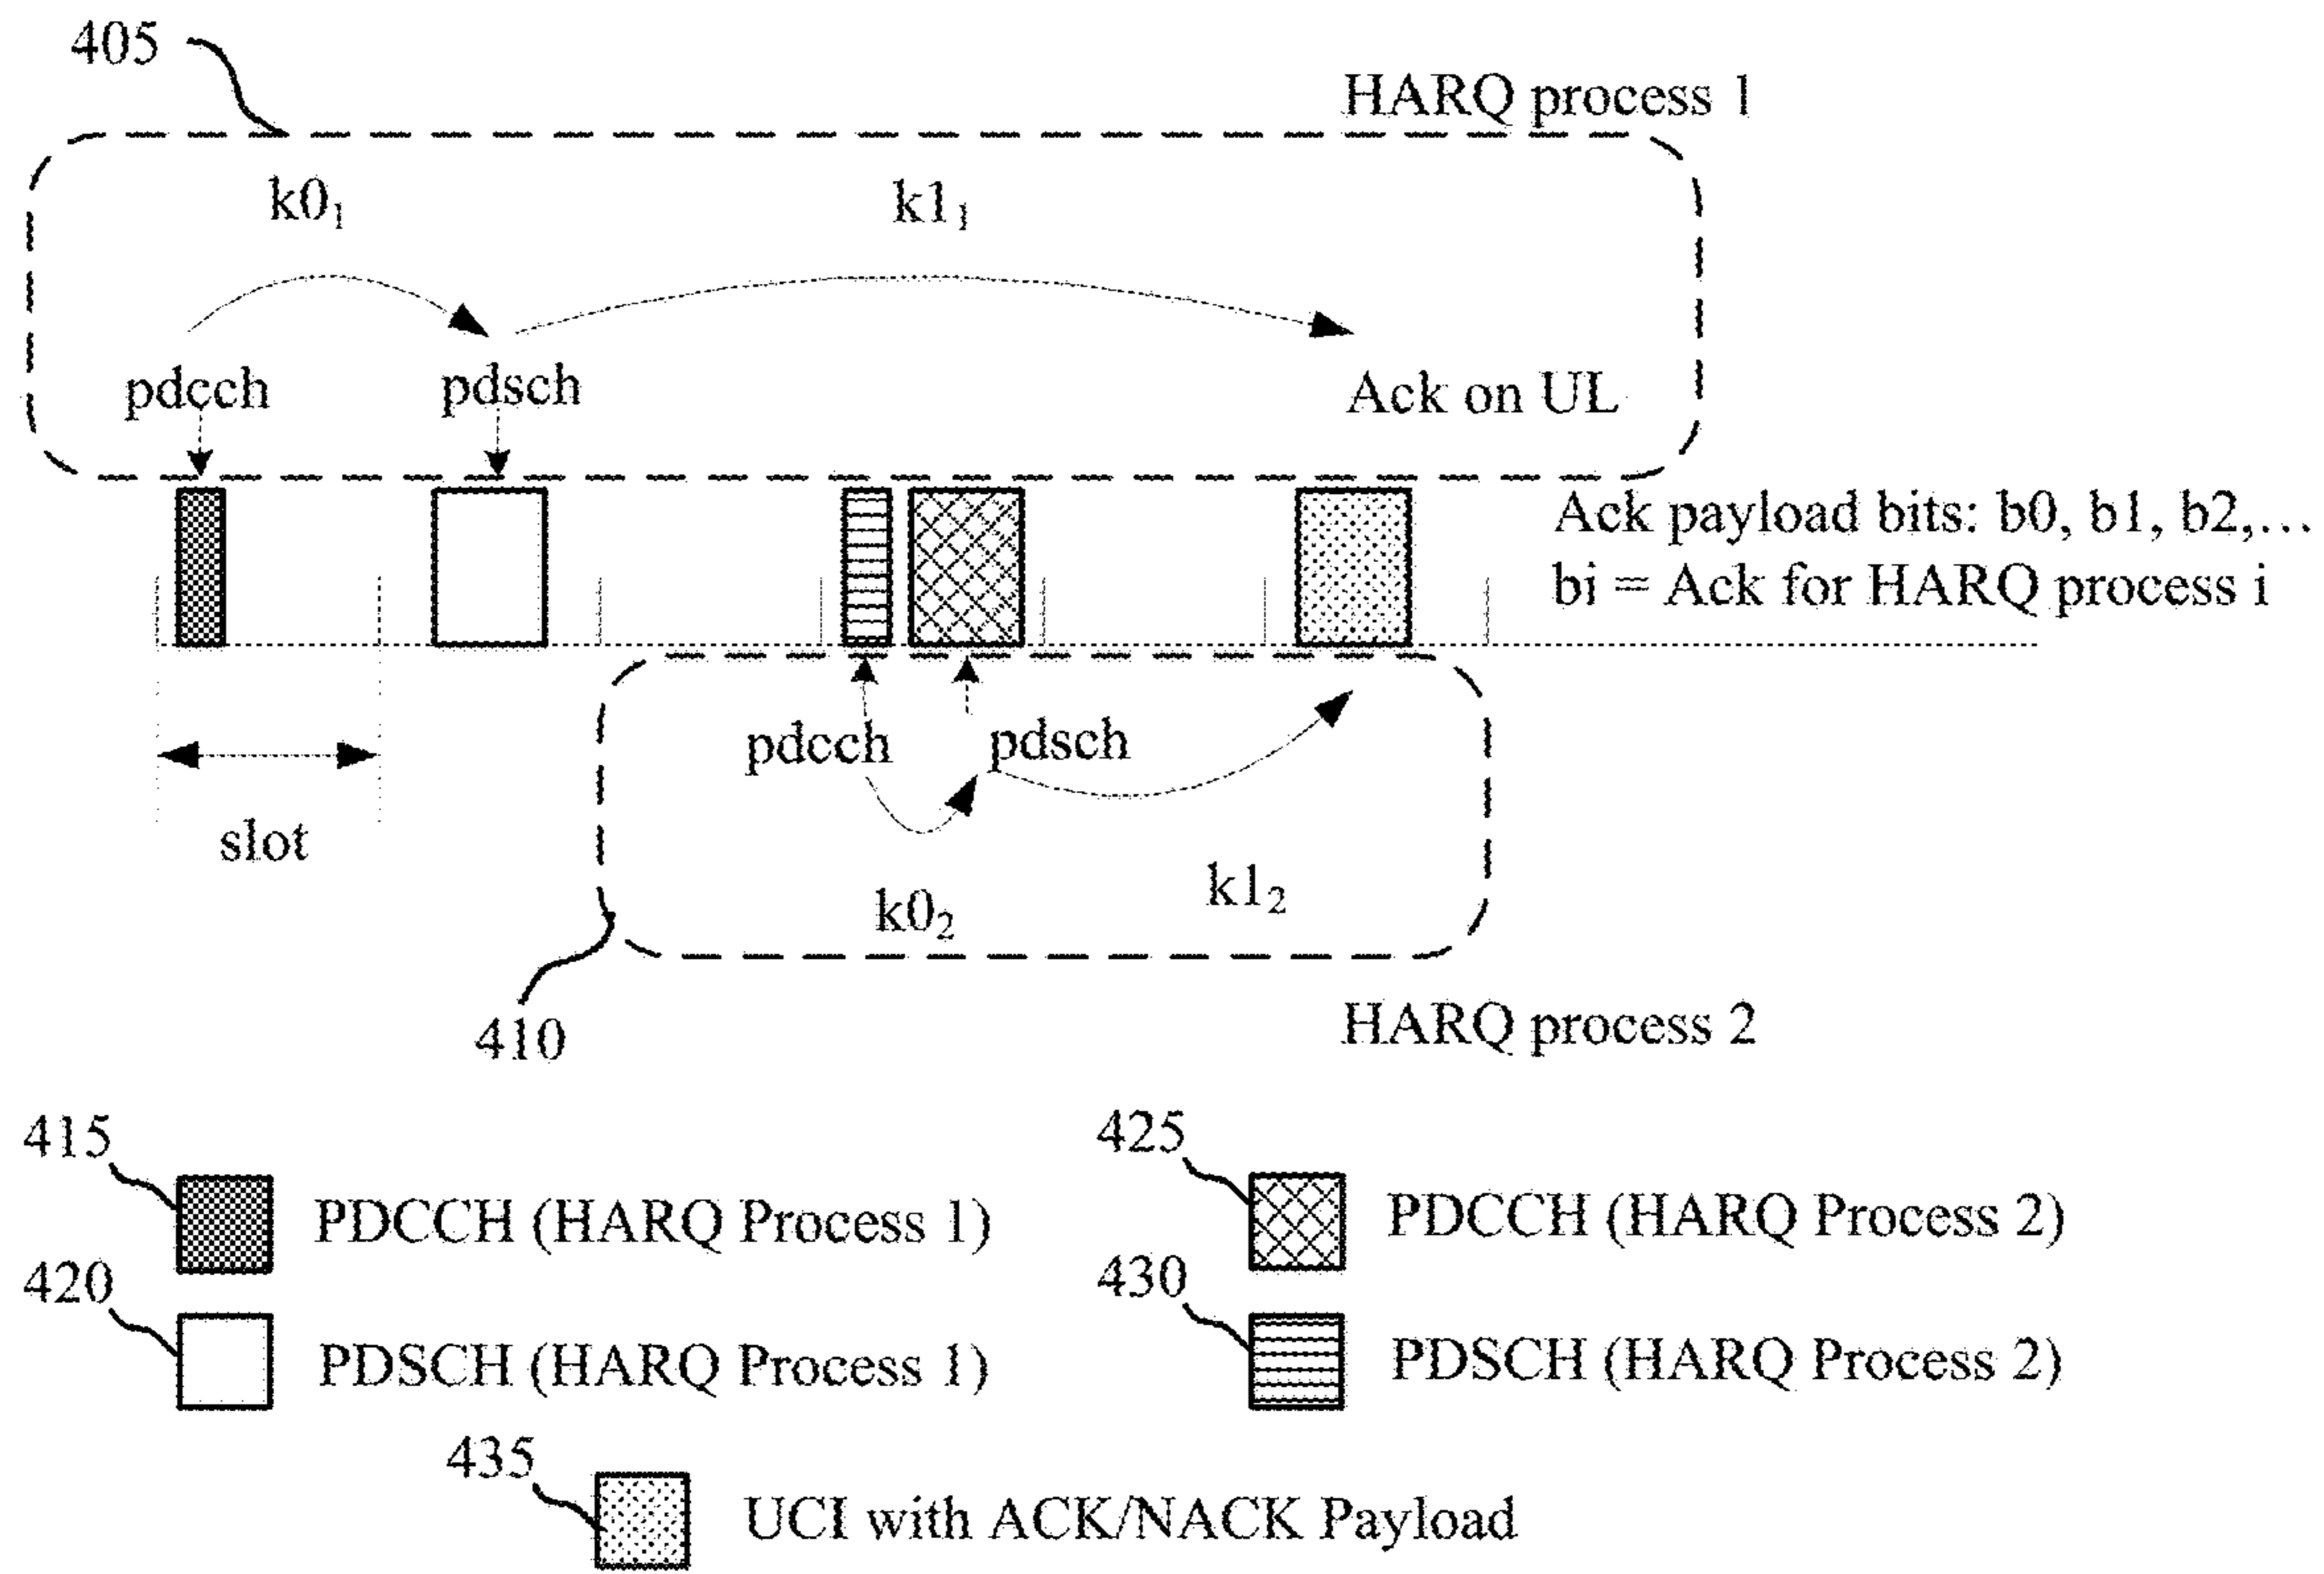 405
HARQ process 1
k0₁
k1₁
pdcch
pdsch
Ack on UL
Ack payload bits: b0, b1, b2,...
bi = Ack for HARQ process i
pdcch
pdsch
slot
k0₂
k1₂
410
HARQ process 2
415
PDCCH (HARQ Process 1)
425
PDCCH (HARQ Process 2)
420
PDSCH (HARQ Process 1)
430
PDSCH (HARQ Process 2)
435
UCI with ACK/NACK Payload